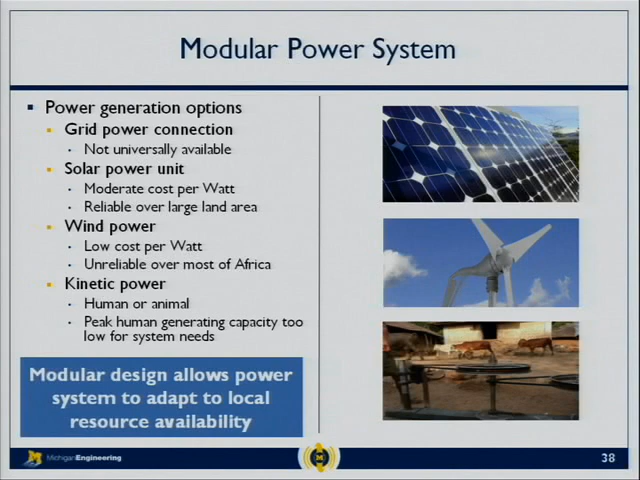 Modular Power System
▪ Power generation options
▪ Grid power connection
• Not universally available
▪ Solar power unit
• Moderate cost per Watt
• Reliable over large land area
▪ Wind power
• Low cost per Watt
• Unreliable over most of Africa
▪ Kinetic power
• Human or animal
• Peak human generating capacity too
low for system needs
Modular design allows power
system to adapt to local
resource availability
M MichiganEngineering
M
38